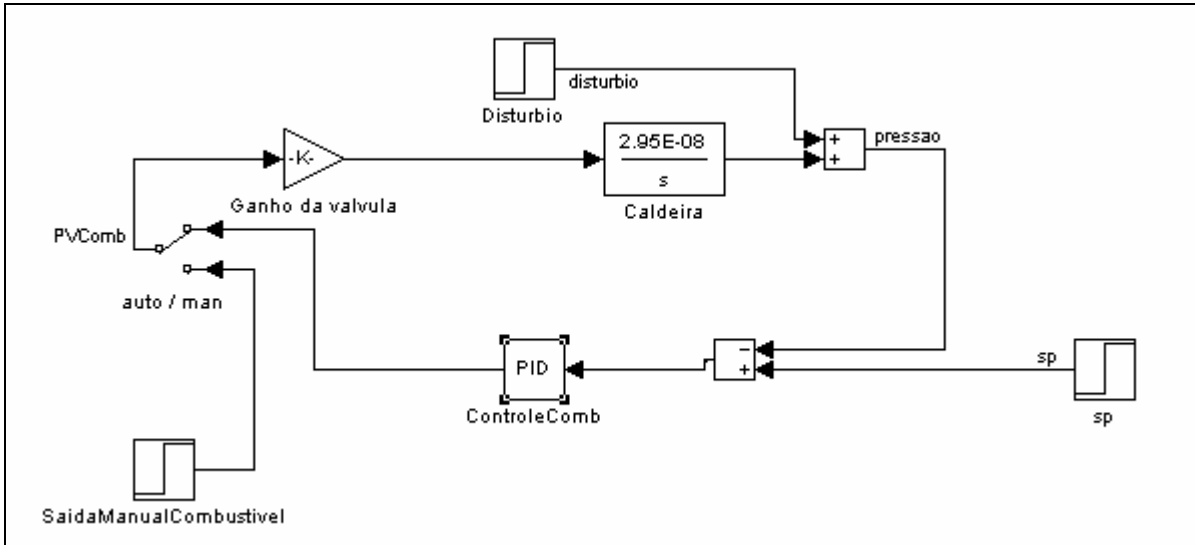 disturbio
Disturbio
-K-
Ganho da valvula
2.95E-08
s
Caldeira
+
+
pressao
PVComb
auto / man
PID
ControleComb
−
+
sp
sp
SaidaManualCombustivel